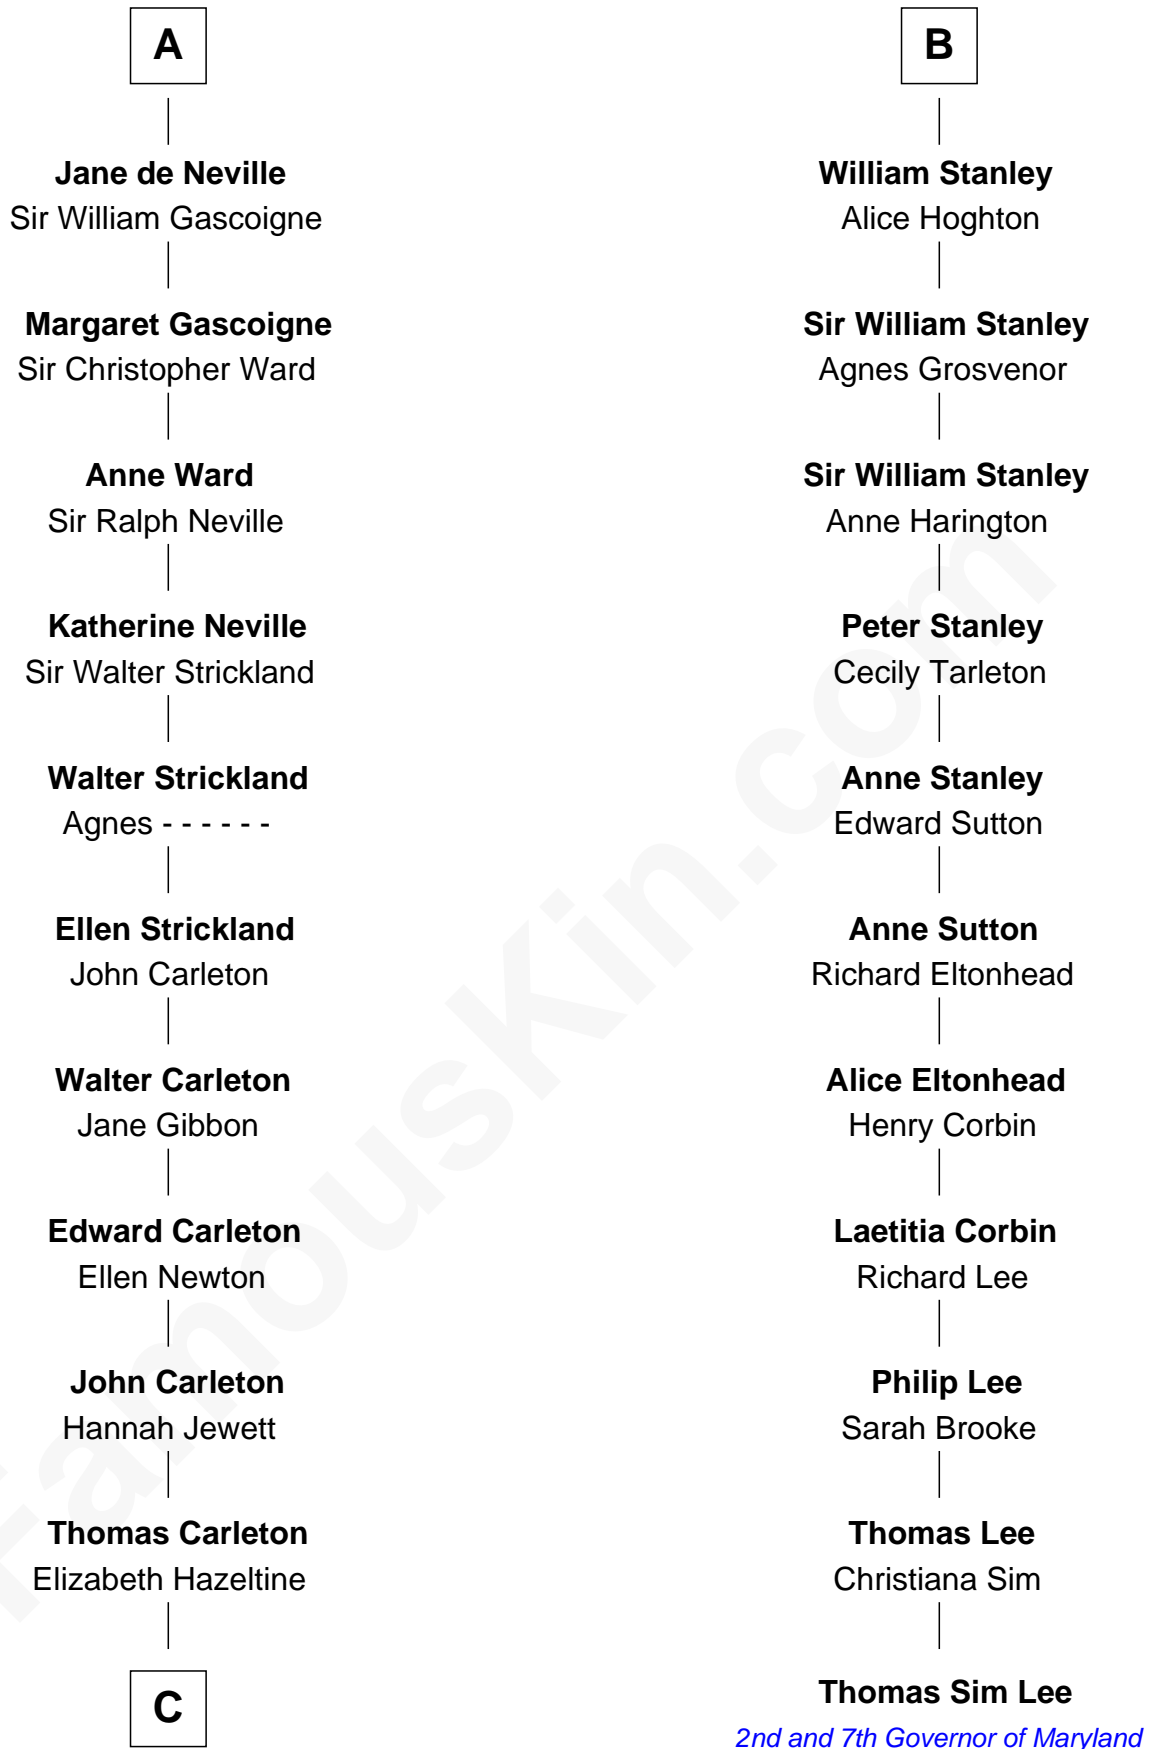 A
Jane de Neville
Sir William Gascoigne
Margaret Gascoigne
Sir Christopher Ward
Anne Ward
Sir Ralph Neville
Katherine Neville
Sir Walter Strickland
Walter Strickland
Agnes - - - - - -
Ellen Strickland
John Carleton
Walter Carleton
Jane Gibbon
Edward Carleton
Ellen Newton
John Carleton
Hannah Jewett
Thomas Carleton
Elizabeth Hazeltine
C
B
William Stanley
Alice Hoghton
Sir William Stanley
Agnes Grosvenor
Sir William Stanley
Anne Harington
Peter Stanley
Cecily Tarleton
Anne Stanley
Edward Sutton
Anne Sutton
Richard Eltonhead
Alice Eltonhead
Henry Corbin
Laetitia Corbin
Richard Lee
Philip Lee
Sarah Brooke
Thomas Lee
Christiana Sim
Thomas Sim Lee
2nd and 7th Governor of Maryland
FamousKin.com